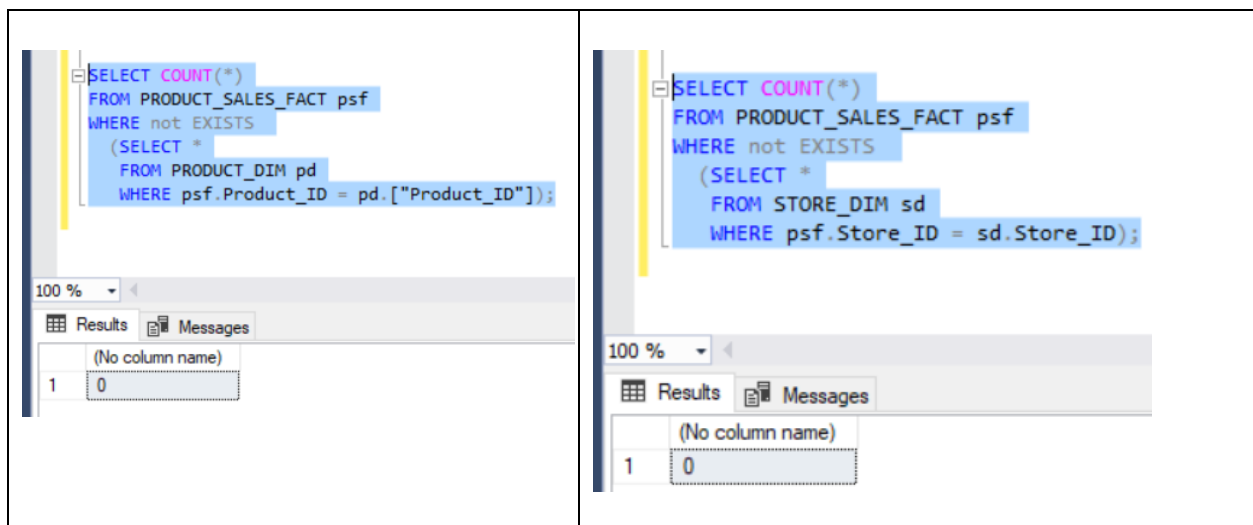 SELECT COUNT(*)
FROM PRODUCT_SALES_FACT psf
WHERE not EXISTS
(SELECT *
FROM PRODUCT_DIM pd
WHERE psf.Product_ID = pd.["Product_ID"]);
100 %
Results Messages
(No column name)
1 0
SELECT COUNT(*)
FROM PRODUCT_SALES_FACT psf
WHERE not EXISTS
(SELECT *
FROM STORE_DIM sd
WHERE psf.Store_ID = sd.Store_ID);
100 %
Results Messages
(No column name)
1 0